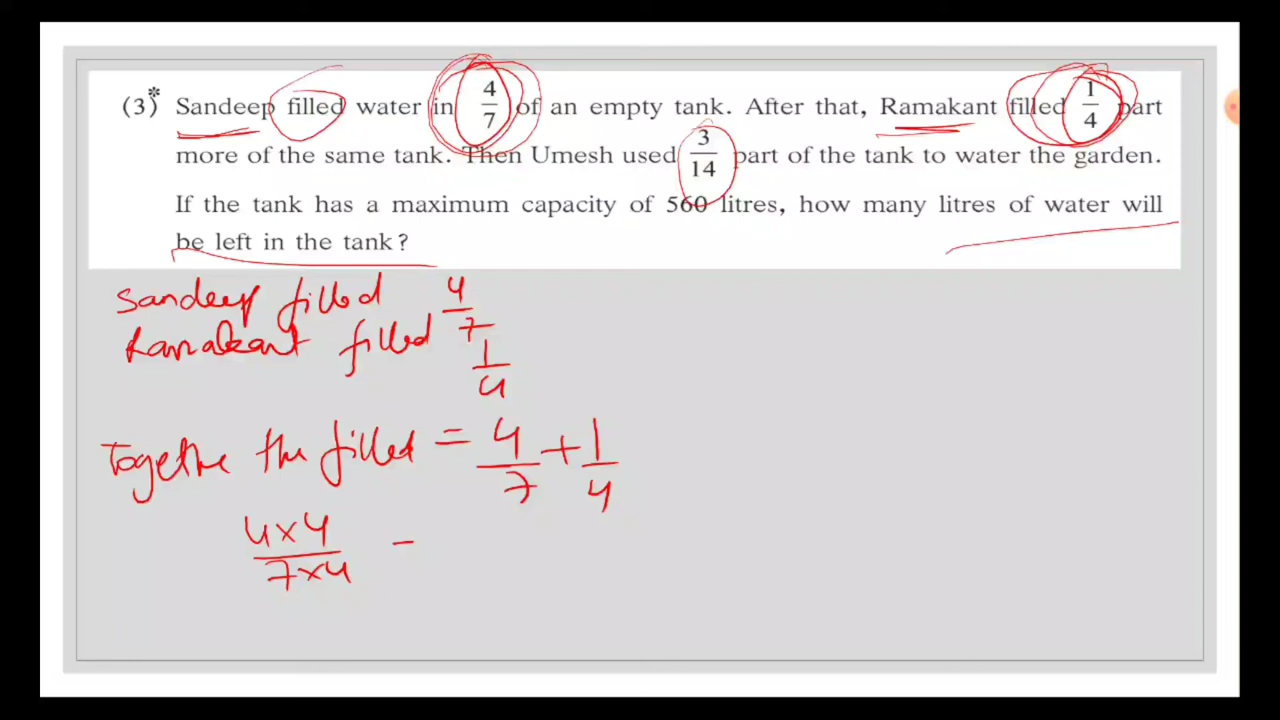 (3)* Sandeep filled water in 4/7 of an empty tank. After that, Ramakant filled 1/4 part
more of the same tank. Then Umesh used 3/14 part of the tank to water the garden.
If the tank has a maximum capacity of 560 litres, how many litres of water will
be left in the tank?
Sandeep filled 4/7
Ramakant filled 1/4
Together the filled = 4/7 + 1/4
4×4/7×4 =